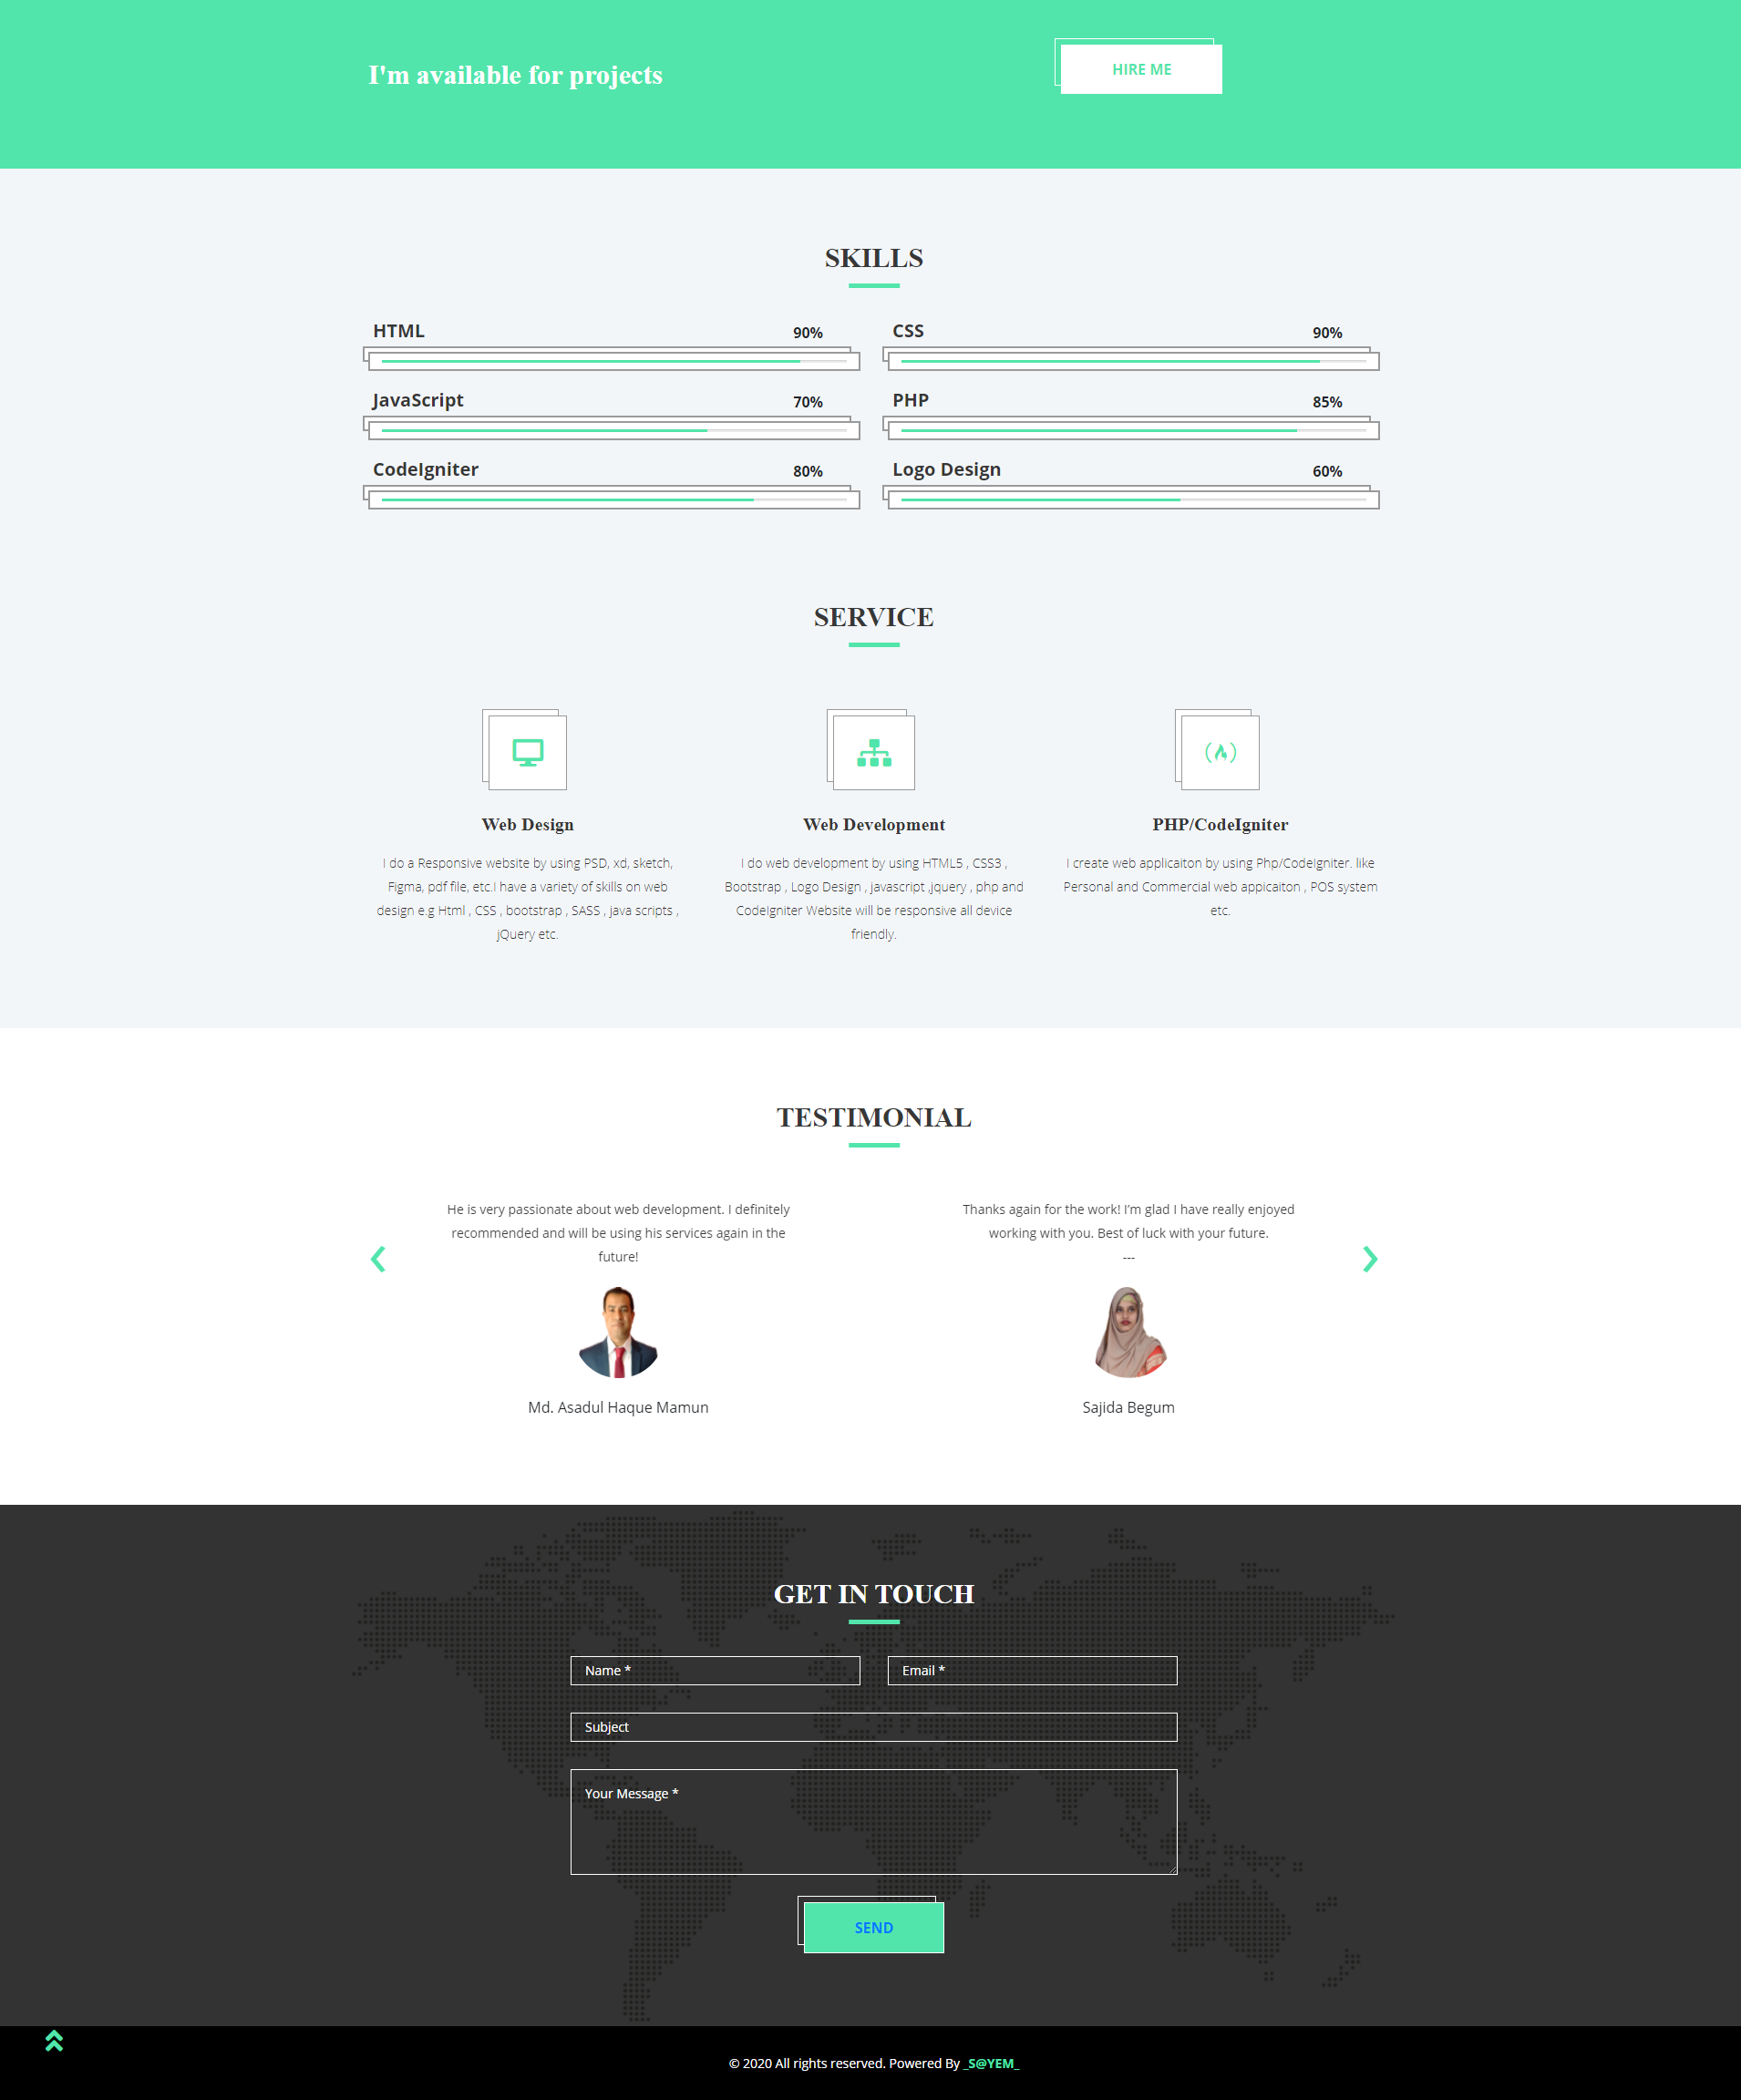 I'm available for projects
HIRE ME
SKILLS
HTML 90%
CSS 90%
JavaScript 70%
PHP 85%
CodeIgniter 80%
Logo Design 60%
SERVICE
Web Design
I do a Responsive website by using PSD, xd, sketch,
Figma, pdf file, etc.I have a variety of skills on web
design e.g Html , CSS , bootstrap , SASS , java scripts ,
jQuery etc.
Web Development
I do web development by using HTML5 , CSS3 ,
Bootstrap , Logo Design , javascript ,jquery , php and
CodeIgniter Website will be responsive all device
friendly.
PHP/CodeIgniter
I create web applicaiton by using Php/CodeIgniter. like
Personal and Commercial web appicaiton , POS system
etc.
TESTIMONIAL
He is very passionate about web development. I definitely
recommended and will be using his services again in the
future!
Md. Asadul Haque Mamun
Thanks again for the work! I’m glad I have really enjoyed
working with you. Best of luck with your future.
---
Sajida Begum
GET IN TOUCH
Name *
Email *
Subject
Your Message *
SEND
© 2020 All rights reserved. Powered By _S@YEM_